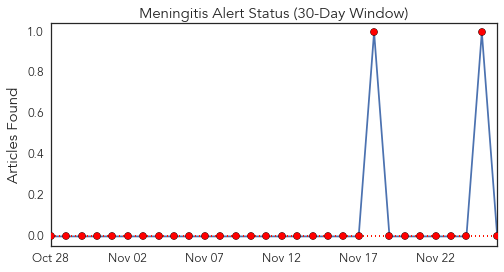 Meningitis Alert Status (30-Day Window)
Articles Found
1.0
0.8
0.6
0.4
0.2
0.0
Oct 28
Nov 02
Nov 07
Nov 12
Nov 17
Nov 22